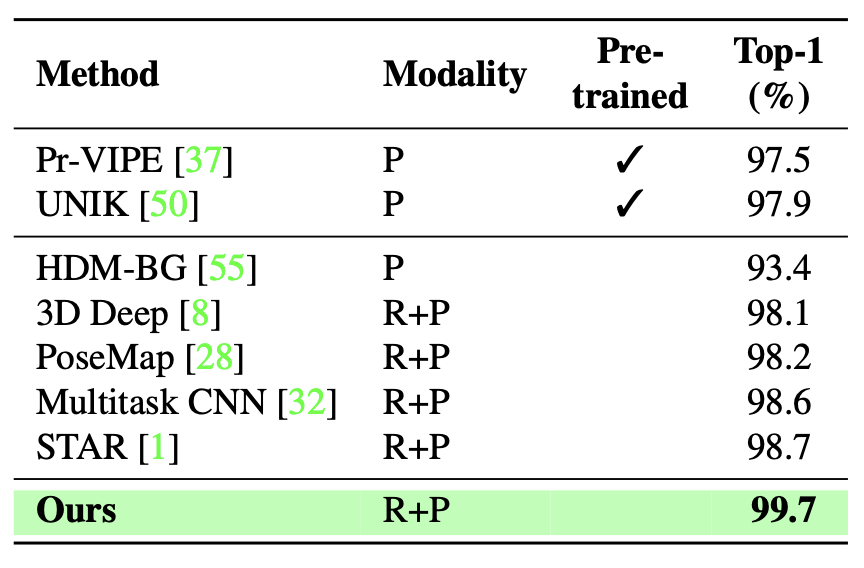 Method Modality Pre-trained Top-1 (%)
Pr-VIPE [37] P ✓ 97.5
UNIK [50] P ✓ 97.9
HDM-BG [55] P 93.4
3D Deep [8] R+P 98.1
PoseMap [28] R+P 98.2
Multitask CNN [32] R+P 98.6
STAR [1] R+P 98.7
Ours R+P 99.7